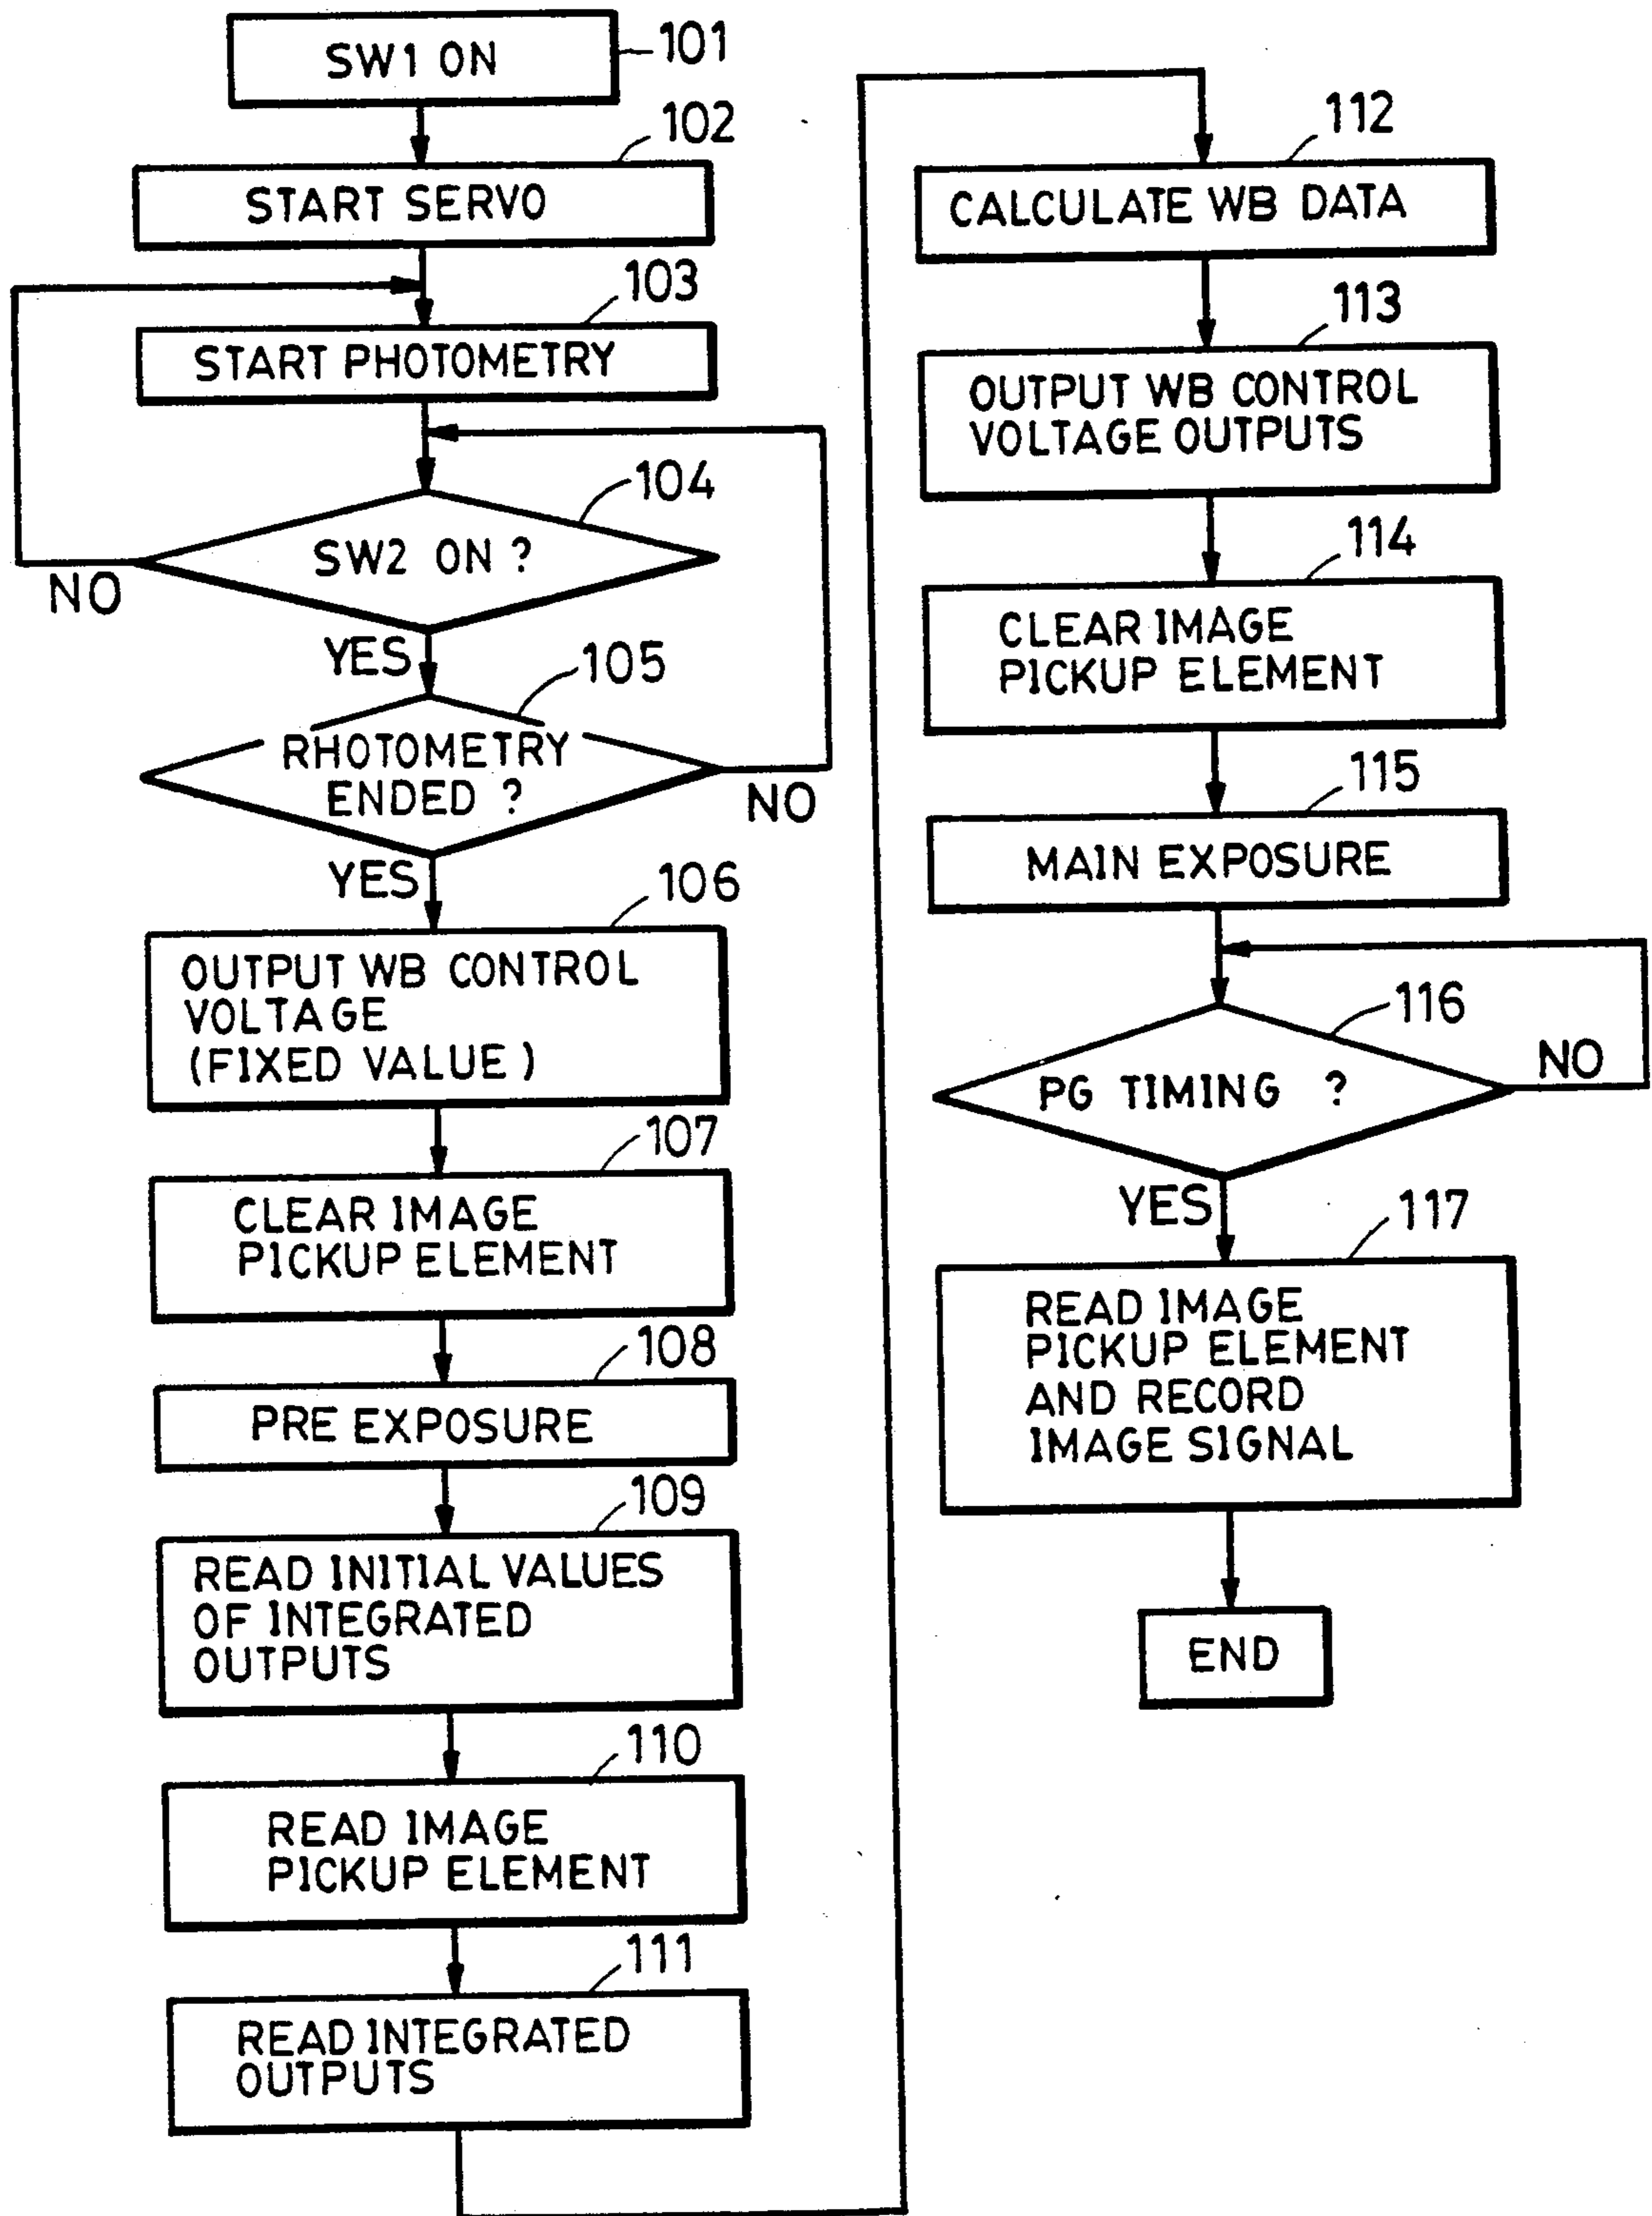 SW1 ON
101
102
START SERVO
103
START PHOTOMETRY
104
SW2 ON ?
NO
YES
105
RHOTOMETRY
ENDED ?
NO
YES
106
OUTPUT WB CONTROL
VOLTAGE
(FIXED VALUE)
107
CLEAR IMAGE
PICKUP ELEMENT
108
PRE EXPOSURE
109
READ INITIAL VALUES
OF INTEGRATED
OUTPUTS
110
READ IMAGE
PICKUP ELEMENT
111
READ INTEGRATED
OUTPUTS
112
CALCULATE WB DATA
113
OUTPUT WB CONTROL
VOLTAGE OUTPUTS
114
CLEAR IMAGE
PICKUP ELEMENT
115
MAIN EXPOSURE
116
PG TIMING ?
NO
YES
117
READ IMAGE
PICKUP ELEMENT
AND RECORD
IMAGE SIGNAL
END